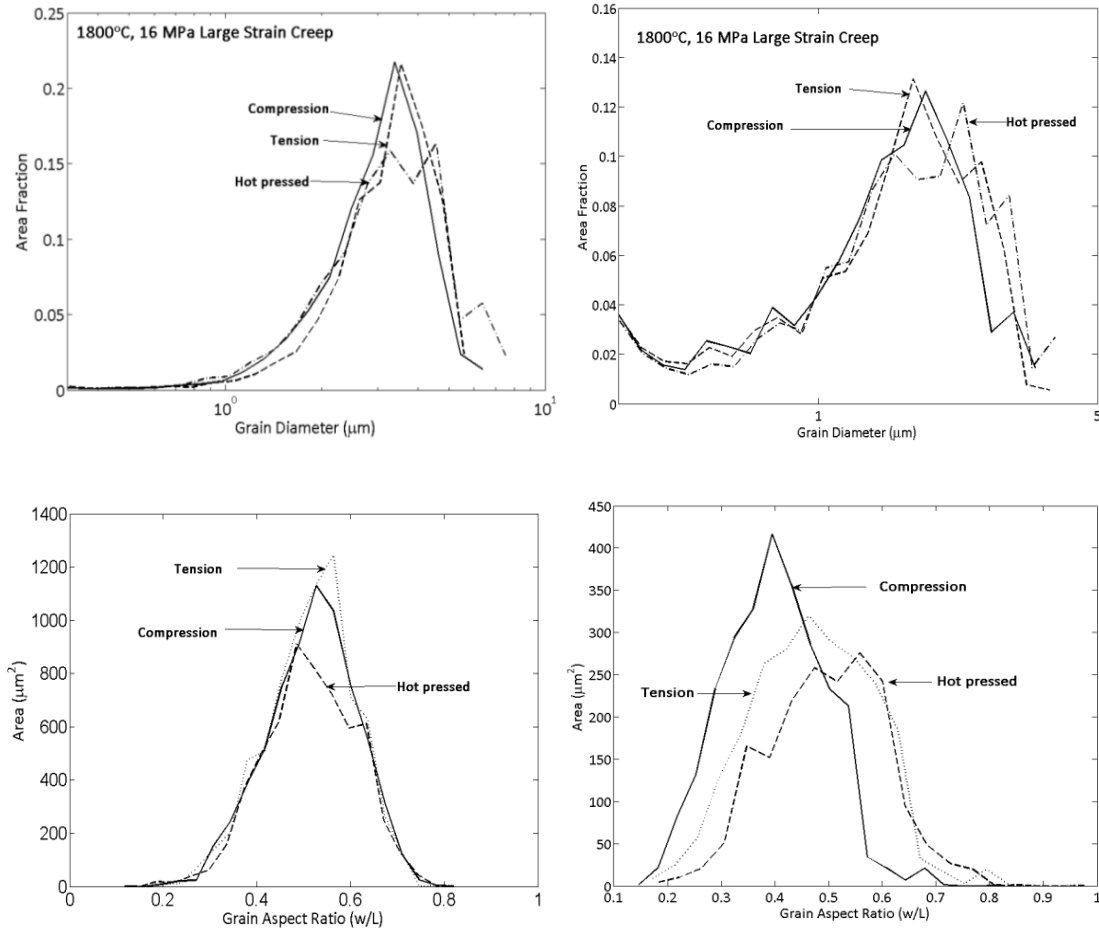 1800°C, 16 MPa Large Strain Creep
0.25
0.2
0.15
0.1
0.05
0
Area Fraction
Compression
Tension
Hot pressed
10⁰
10¹
Grain Diameter (μm)
1800°C, 16 MPa Large Strain Creep
0.16
0.14
0.12
0.1
0.08
0.06
0.04
0.02
0
Area Fraction
Tension
Compression
Hot pressed
1
5
Grain Diameter (μm)
1400
1200
1000
800
600
400
200
0
Area (μm²)
Tension
Compression
Hot pressed
0
0.2
0.4
0.6
0.8
1
Grain Aspect Ratio (w/L)
450
400
350
300
250
200
150
100
50
0
Area (μm²)
Compression
Tension
Hot pressed
0.1
0.2
0.3
0.4
0.5
0.6
0.7
0.8
0.9
1
Grain Aspect Ratio (w/L)